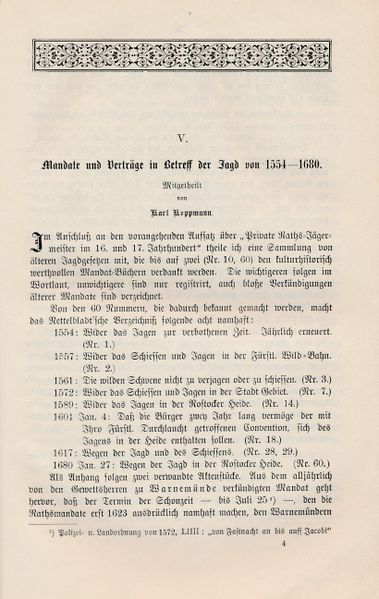 V.
Mandate und Verträge in Betreff der Jagd von 1554—1680.
Mitgetheilt
von
Karl Koppmann.
Im Anschluß an den vorangehenden Aufsatz über „Private Raths-Jäger-
meister im 16. und 17. Jahrhundert“ theile ich eine Sammlung von
älteren Jagdgesetzen mit, die bis auf zwei (Nr. 10, 60) den kulturhistorisch
werthvollen Mandat-Büchern verdankt werden. Die wichtigeren folgen im
Wortlaut, unwichtigere sind nur registrirt, auch bloße Verkündigungen
älterer Mandate sind verzeichnet.
Von den 60 Nummern, die dadurch bekannt gemacht werden, macht
das Nettelbladt'sche Verzeichniß folgende acht namhaft:
1554: Wider das Jagen zur verbothenen Zeit. Jährlich erneuert.
(Nr. 1.)
1557: Wider das Schiessen und Jagen in der Fürstl. Wild-Bahn.
(Nr. 2.)
1561: Die wilden Schwene nicht zu verjagen oder zu schiessen. (Nr. 3.)
1572: Wider das Schiessen und Jagen in der Stadt Gebiet. (Nr. 7.)
1589: Wider das Jagen in der Rostocker Heide. (Nr. 14.)
1601 Jan. 4: Daß die Bürger zwey Jahr lang vermöge der mit
Ihro Fürstl. Durchlaucht getroffenen Convention, sich des
Jagens in der Heide enthalten sollen. (Nr. 18.)
1617: Wegen der Jagd und des Schiessens. (Nr. 28, 29.)
1680 Jan. 27: Wegen der Jagd in der Rostocker Heide. (Nr. 60.)
Als Anhang folgen zwei verwandte Aktenstücke. Aus dem alljährlich
von den Gewettsherren zu Warnemünde verkündigten Mandat geht
hervor, daß der Termin der Schonzeit — bis Juli 25¹) —, den die
Rathsmandate erst 1623 ausdrücklich namhaft machen, den Warnemündern
¹) Polizei- u. Landordnung von 1572, LIIII: „von Fastnacht an bis auff Jacobi“
4